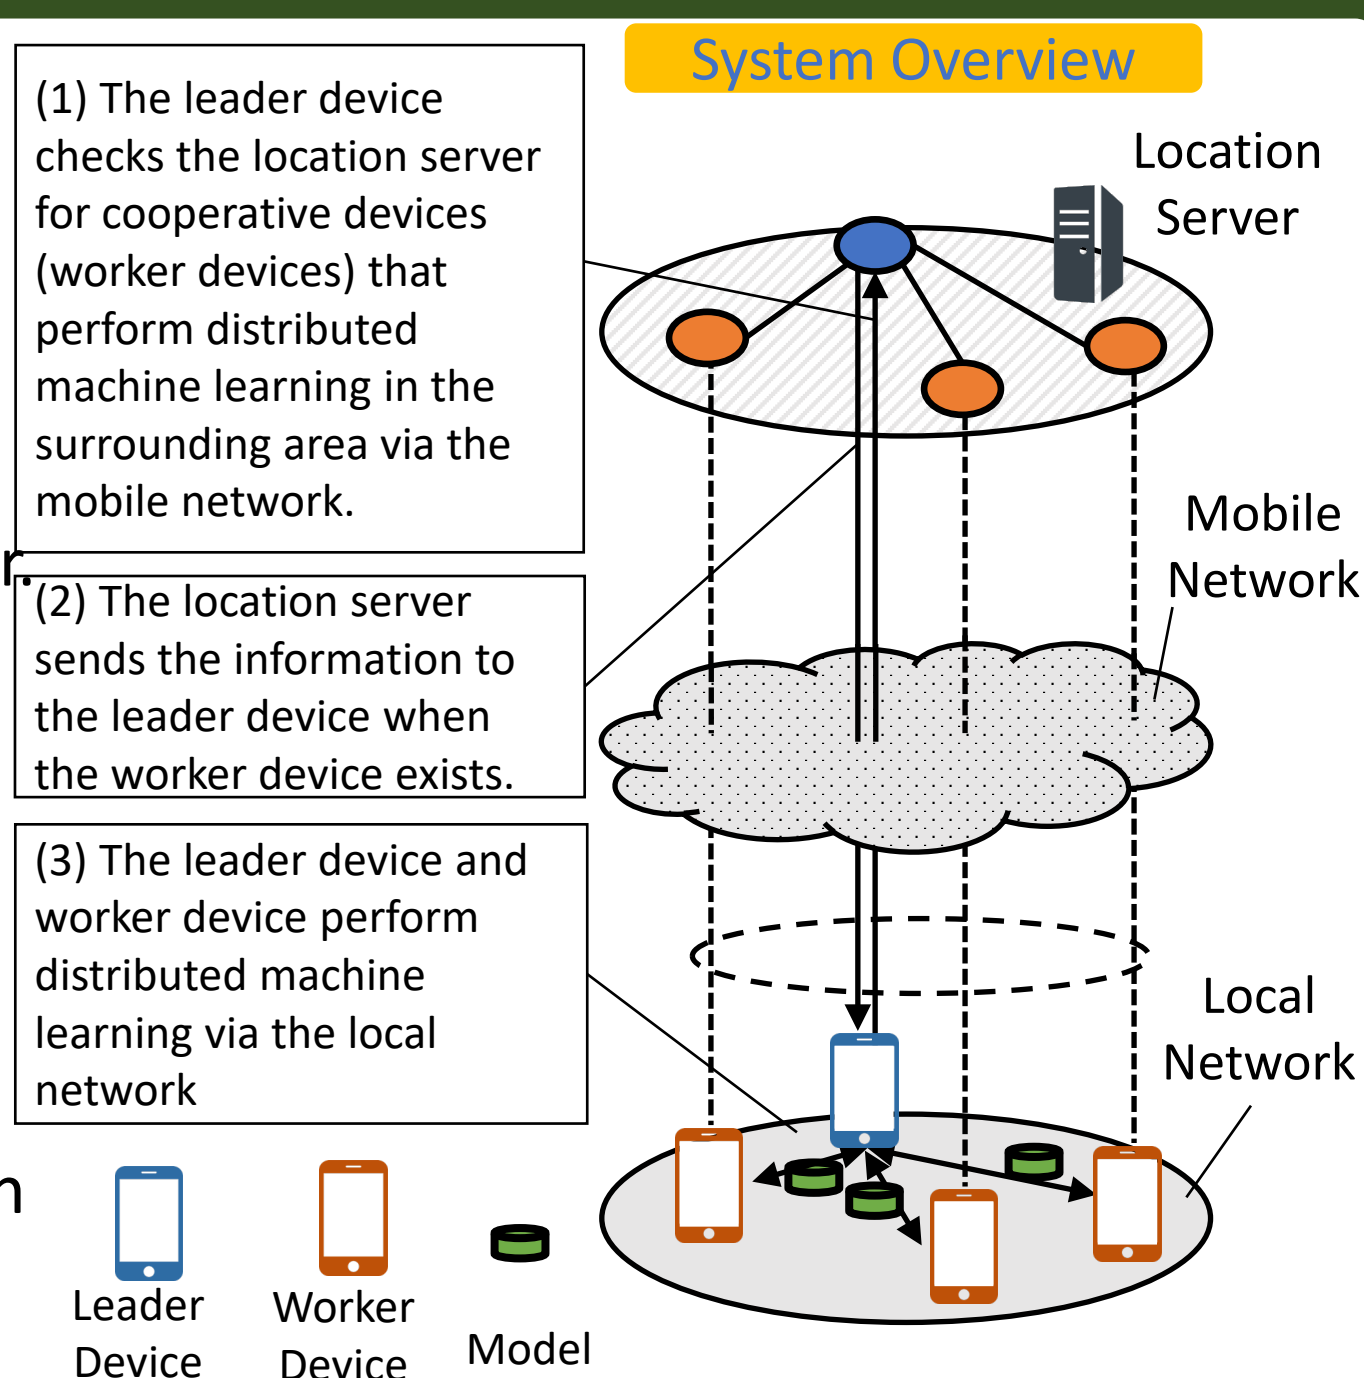 System Overview
(1) The leader device
checks the location server
for cooperative devices
(worker devices) that
perform distributed
machine learning in the
surrounding area via the
mobile network.
r.
(2) The location server
sends the information to
the leader device when
the worker device exists.
(3) The leader device and
worker device perform
distributed machine
learning via the local
network
n
Location
Server
Mobile
Network
Local
Network
Leader
Device
Worker
Device
Model